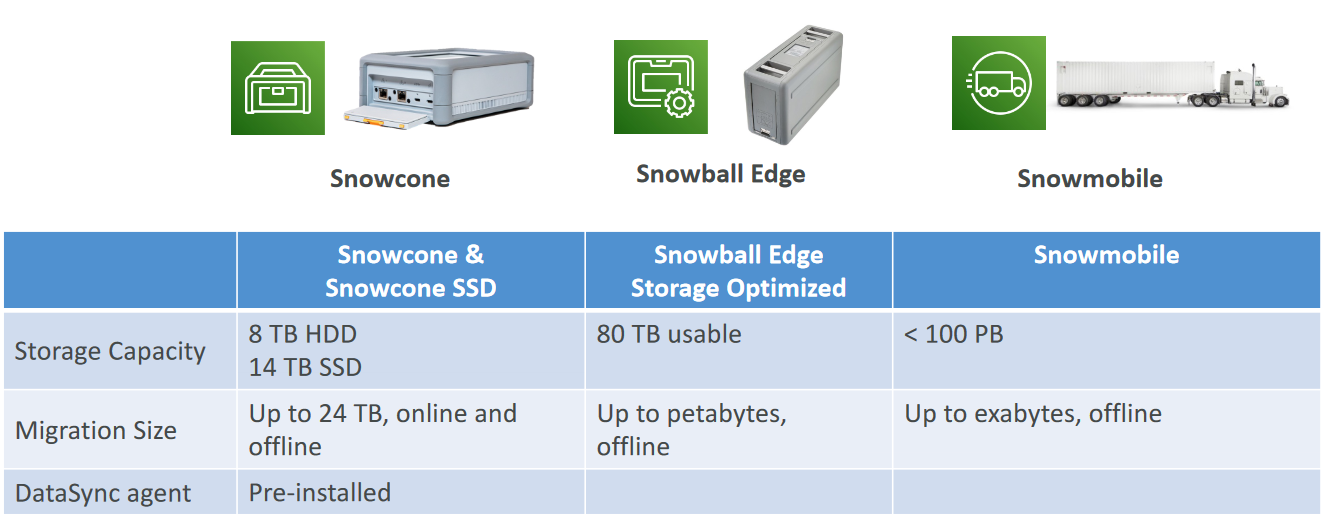 Snowcone
Snowball Edge
Snowmobile
Snowcone &
Snowcone SSD
Snowball Edge
Storage Optimized
Snowmobile
Storage Capacity
8 TB HDD
14 TB SSD
80 TB usable
< 100 PB
Migration Size
Up to 24 TB, online and
offline
Up to petabytes,
offline
Up to exabytes, offline
DataSync agent
Pre-installed